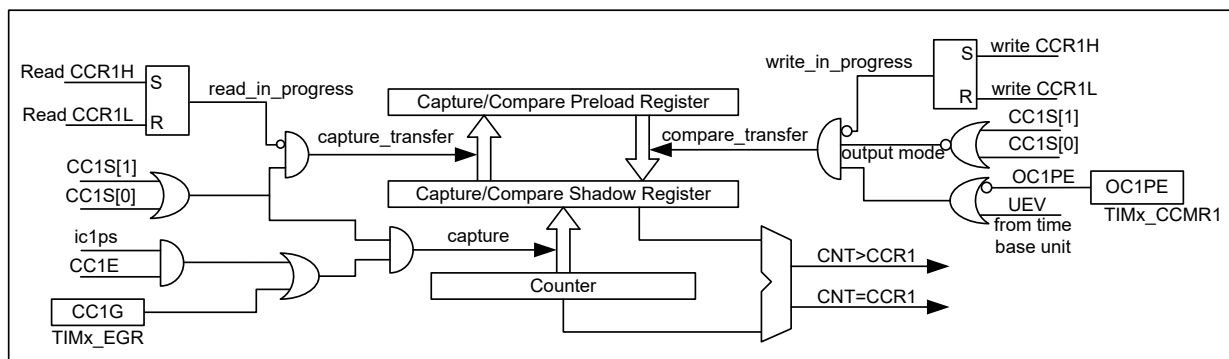 Read CCR1H
S
Read CCR1L
R
read_in_progress
Capture/Compare Preload Register
write_in_progress
S
write CCR1H
R
write CCR1L
capture_transfer
compare_transfer
output mode
CC1S[1]
CC1S[0]
CC1S[1]
CC1S[0]
Capture/Compare Shadow Register
OC1PE
OC1PE
TIMx_CCMR1
UEV
from time
base unit
ic1ps
CC1E
capture
CNT>CCR1
Counter
CNT=CCR1
CC1G
TIMx_EGR